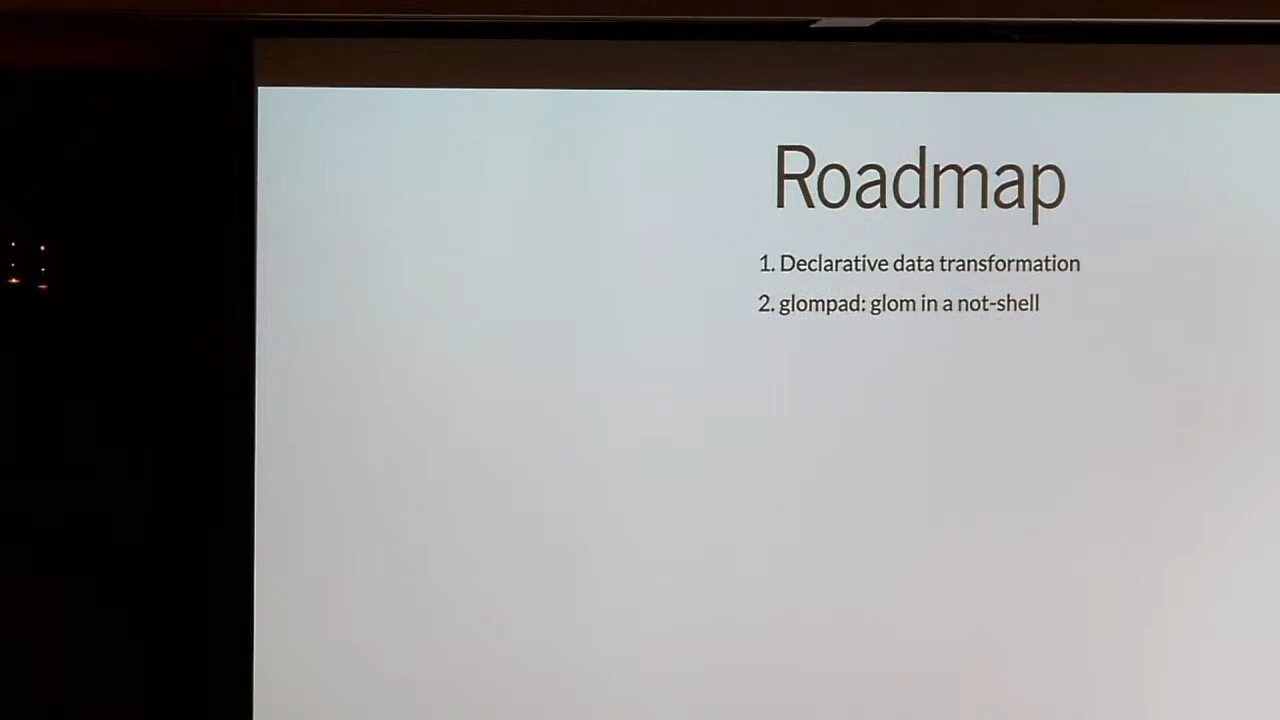 Roadmap
1. Declarative data transformation
2. glompad: glom in a not-shell